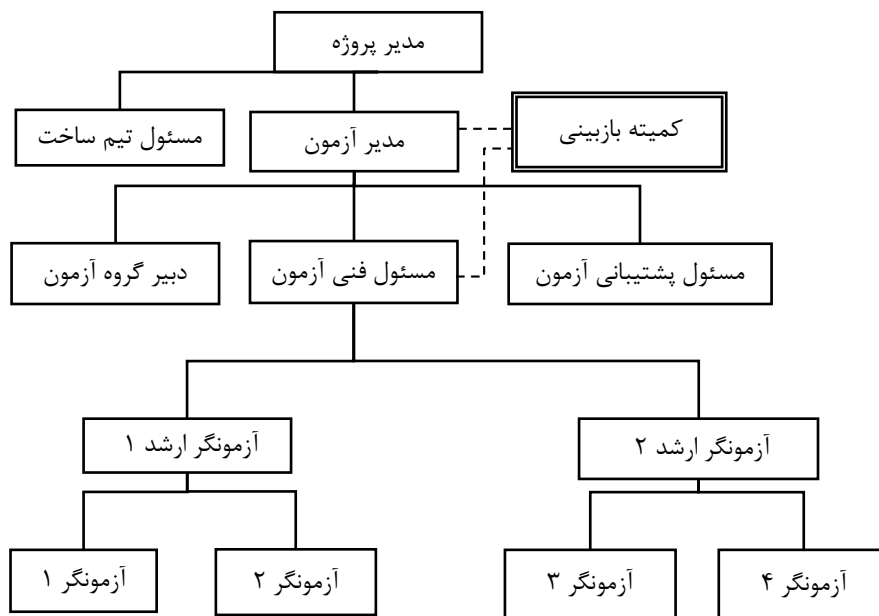 مدیر پروژه
مسئول تیم ساخت
مدیر آزمون
کمیته بازبینی
دبیر گروه آزمون
مسئول فنی آزمون
مسئول پشتیبانی آزمون
آزمونگر ارشد ۱
آزمونگر ارشد ۲
آزمونگر ۱
آزمونگر ۲
آزمونگر ۳
آزمونگر ۴